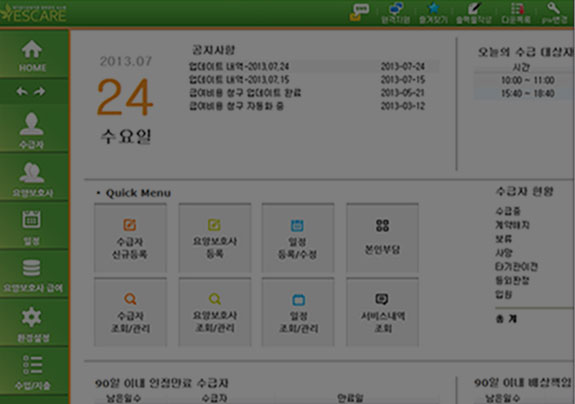 YESCARE
원격지원 즐겨찾기 출력물작성 다운목록 pw변경
HOME
수급자
요양보호사
일정
요양보호사 급여
환경설정
수입/지출
2013.07
24
수요일
공지사항
업데이트 내역-2013.07.24 2013-07-24
업데이트 내역-2013.07.15 2013-07-15
급여비용 청구 업데이트 완료 2013-05-21
급여비용 청구 자동화 중 2013-03-12
오늘의 수급 대상자
시간
10:00 ~ 11:00
15:40 ~ 18:40
• Quick Menu
수급자
신규등록
요양보호사
등록
일정
등록/수정
본인부담
수급자
조회/관리
요양보호사
조회/관리
일정
조회/관리
서비스내역
조회
수급자 현황
수급중
계약해지
보류
사망
타기관이전
등외판정
입원
총 계
90일 이내 인정만료 수급자
남은일수 수급자 만료일
90일 이내 배상책임
남은일수